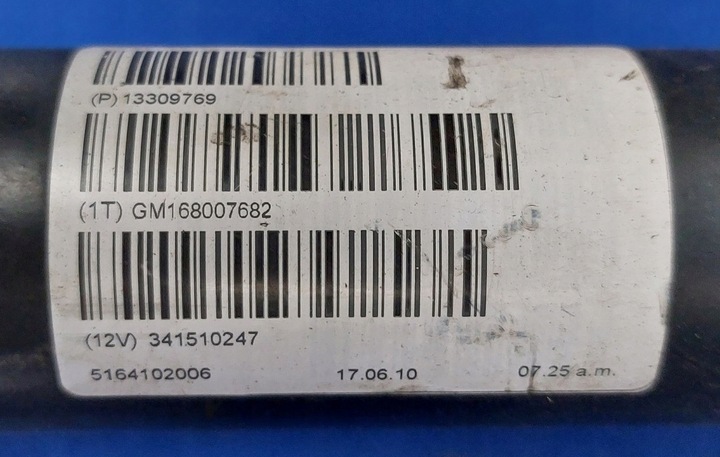 (P) 13309769
(1T) GM168007682
(12V) 341510247
5164102006 17.06.10 07.25 a.m.